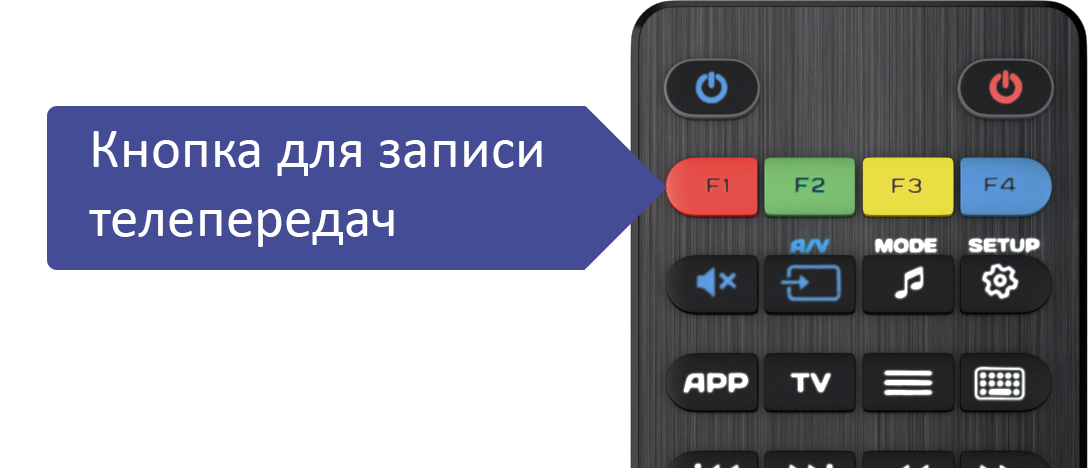 Кнопка для записи
телепередач
F1 F2 F3 F4
A/V MODE SETUP
APP TV